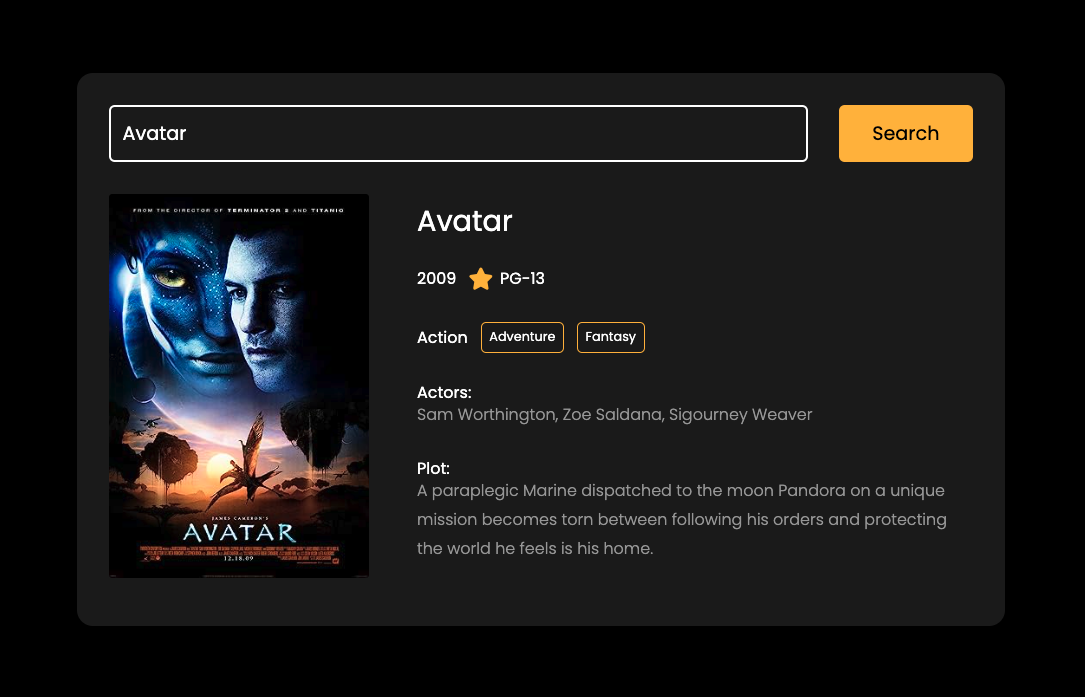 Avatar
Search
FROM THE DIRECTOR OF TERMINATOR 2 AND TITANIC
JAMES CAMERON'S
AVATAR
12.18.09
Avatar
2009 PG-13
Action Adventure Fantasy
Actors:
Sam Worthington, Zoe Saldana, Sigourney Weaver
Plot:
A paraplegic Marine dispatched to the moon Pandora on a unique
mission becomes torn between following his orders and protecting
the world he feels is his home.